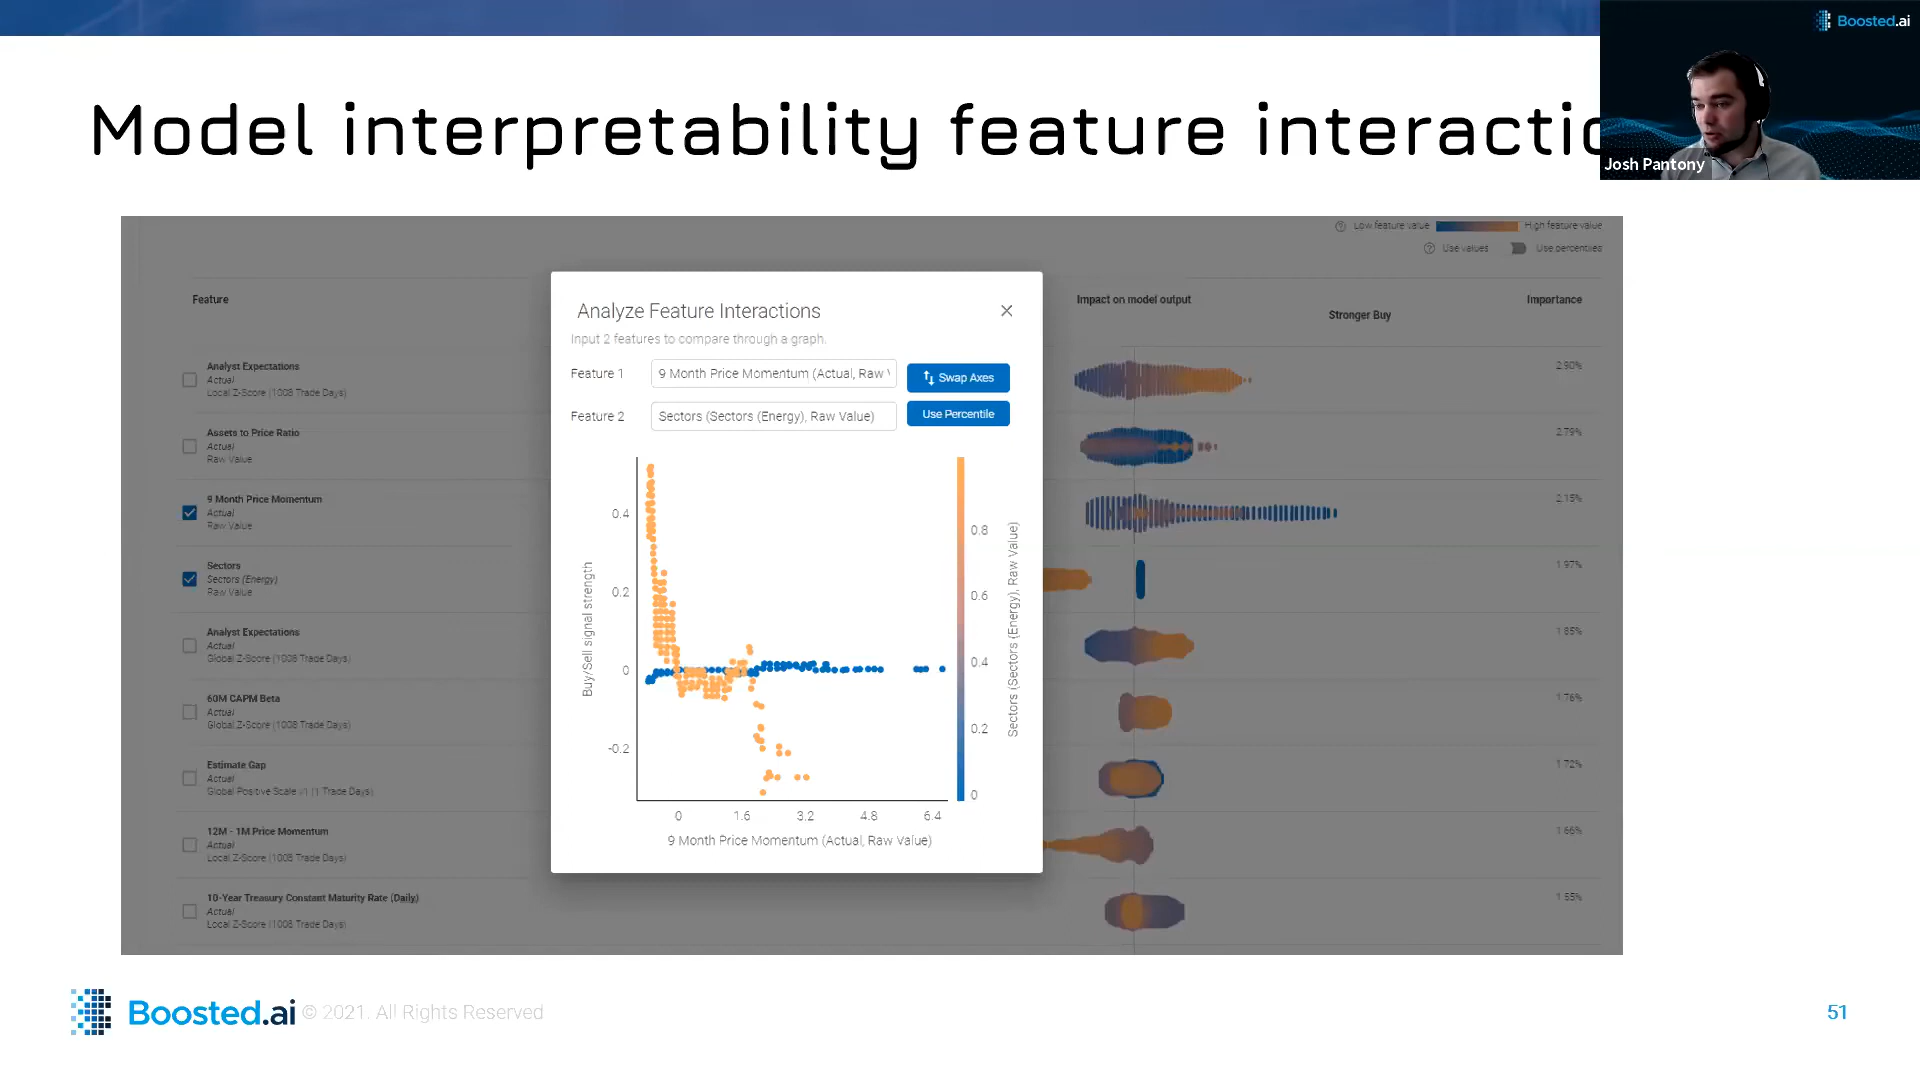 Boosted.ai
Model interpretability feature interactio
Josh Pantony
Low feature value
High feature value
Use values
Use percentiles
Feature
Impact on model output
Importance
Stronger Buy
Analyst Expectations
Actual
Local Z-Score (1008 Trade Days)
2.90%
Assets to Price Ratio
Actual
Raw Value
2.79%
9 Month Price Momentum
Actual
Raw Value
2.15%
Sectors
Sectors (Energy)
Raw Value
1.97%
Analyst Expectations
Actual
Global Z-Score (1008 Trade Days)
1.85%
60M CAPM Beta
Actual
Global Z-Score (1008 Trade Days)
1.76%
Estimate Gap
Actual
Global Positive Scale (1 Trade Days)
1.72%
12M - 1M Price Momentum
Actual
Local Z-Score (1008 Trade Days)
1.66%
10-Year Treasury Constant Maturity Rate (Daily)
Actual
Local Z-Score (1008 Trade Days)
1.55%
Analyze Feature Interactions
Input 2 features to compare through a graph.
Feature 1
9 Month Price Momentum (Actual, Raw
Swap Axes
Feature 2
Sectors (Sectors (Energy), Raw Value)
Use Percentile
Buy/Sell signal strength
0.4
0.2
0
-0.2
0 1.6 3.2 4.8 6.4
9 Month Price Momentum (Actual, Raw Value)
0.8
0.6
0.4
0.2
0
Sectors (Sectors (Energy), Raw Value)
Boosted.ai © 2021. All Rights Reserved
51